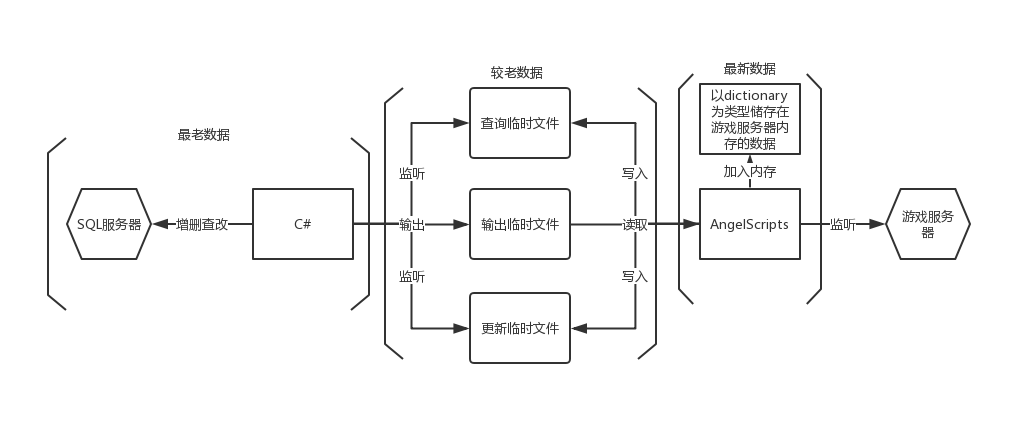 较老数据
最新数据
以dictionary
为类型储存在
游戏服务器内
存的数据
查询临时文件
最老数据
监听
写入
加入内存
SQL服务器
增删查改
C#
输出
输出临时文件
读取
AngelScripts
监听
游戏服务
器
监听
写入
更新临时文件